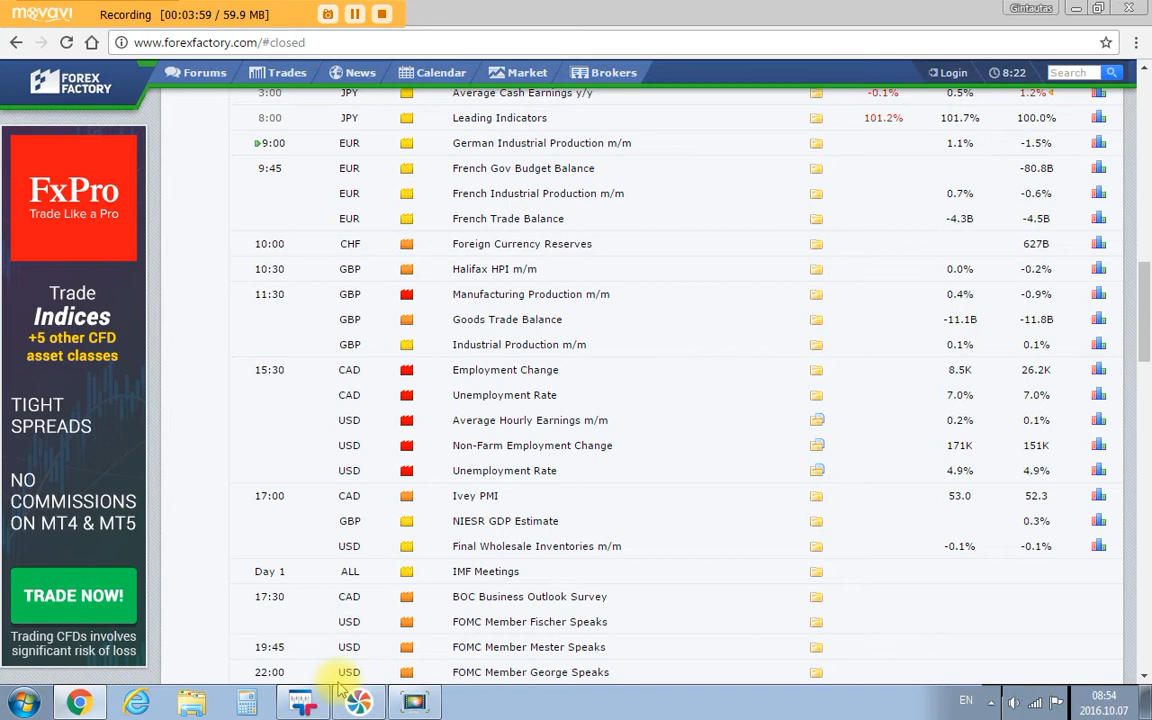 movavi Recording (00:03:59 / 59.9 MB) Gintautas
www.forexfactory.com/#closed
FOREX FACTORY Forums Trades News Calendar Market Brokers Login 8:22 Search
3:00 JPY Average Cash Earnings y/y -0.1% 0.5% 1.2%
8:00 JPY Leading Indicators 101.2% 101.7% 100.0%
9:00 EUR German Industrial Production m/m 1.1% -1.5%
9:45 EUR French Gov Budget Balance -80.8B
EUR French Industrial Production m/m 0.7% -0.6%
EUR French Trade Balance -4.3B -4.5B
10:00 CHF Foreign Currency Reserves 627B
10:30 GBP Halifax HPI m/m 0.0% -0.2%
11:30 GBP Manufacturing Production m/m 0.4% -0.9%
GBP Goods Trade Balance -11.1B -11.8B
GBP Industrial Production m/m 0.1% 0.1%
15:30 CAD Employment Change 8.5K 26.2K
CAD Unemployment Rate 7.0% 7.0%
USD Average Hourly Earnings m/m 0.2% 0.1%
USD Non-Farm Employment Change 171K 151K
USD Unemployment Rate 4.9% 4.9%
17:00 CAD Ivey PMI 53.0 52.3
GBP NIESR GDP Estimate 0.3%
USD Final Wholesale Inventories m/m -0.1% -0.1%
Day 1 ALL IMF Meetings
17:30 CAD BOC Business Outlook Survey
USD FOMC Member Fischer Speaks
19:45 USD FOMC Member Mester Speaks
22:00 USD FOMC Member George Speaks
FxPro
Trade Like a Pro
Trade
Indices
+5 other CFD
asset classes
TIGHT
SPREADS
NO
COMMISSIONS
ON MT4 & MT5
TRADE NOW!
Trading CFDs involves
significant risk of loss
EN 08:54
2016.10.07